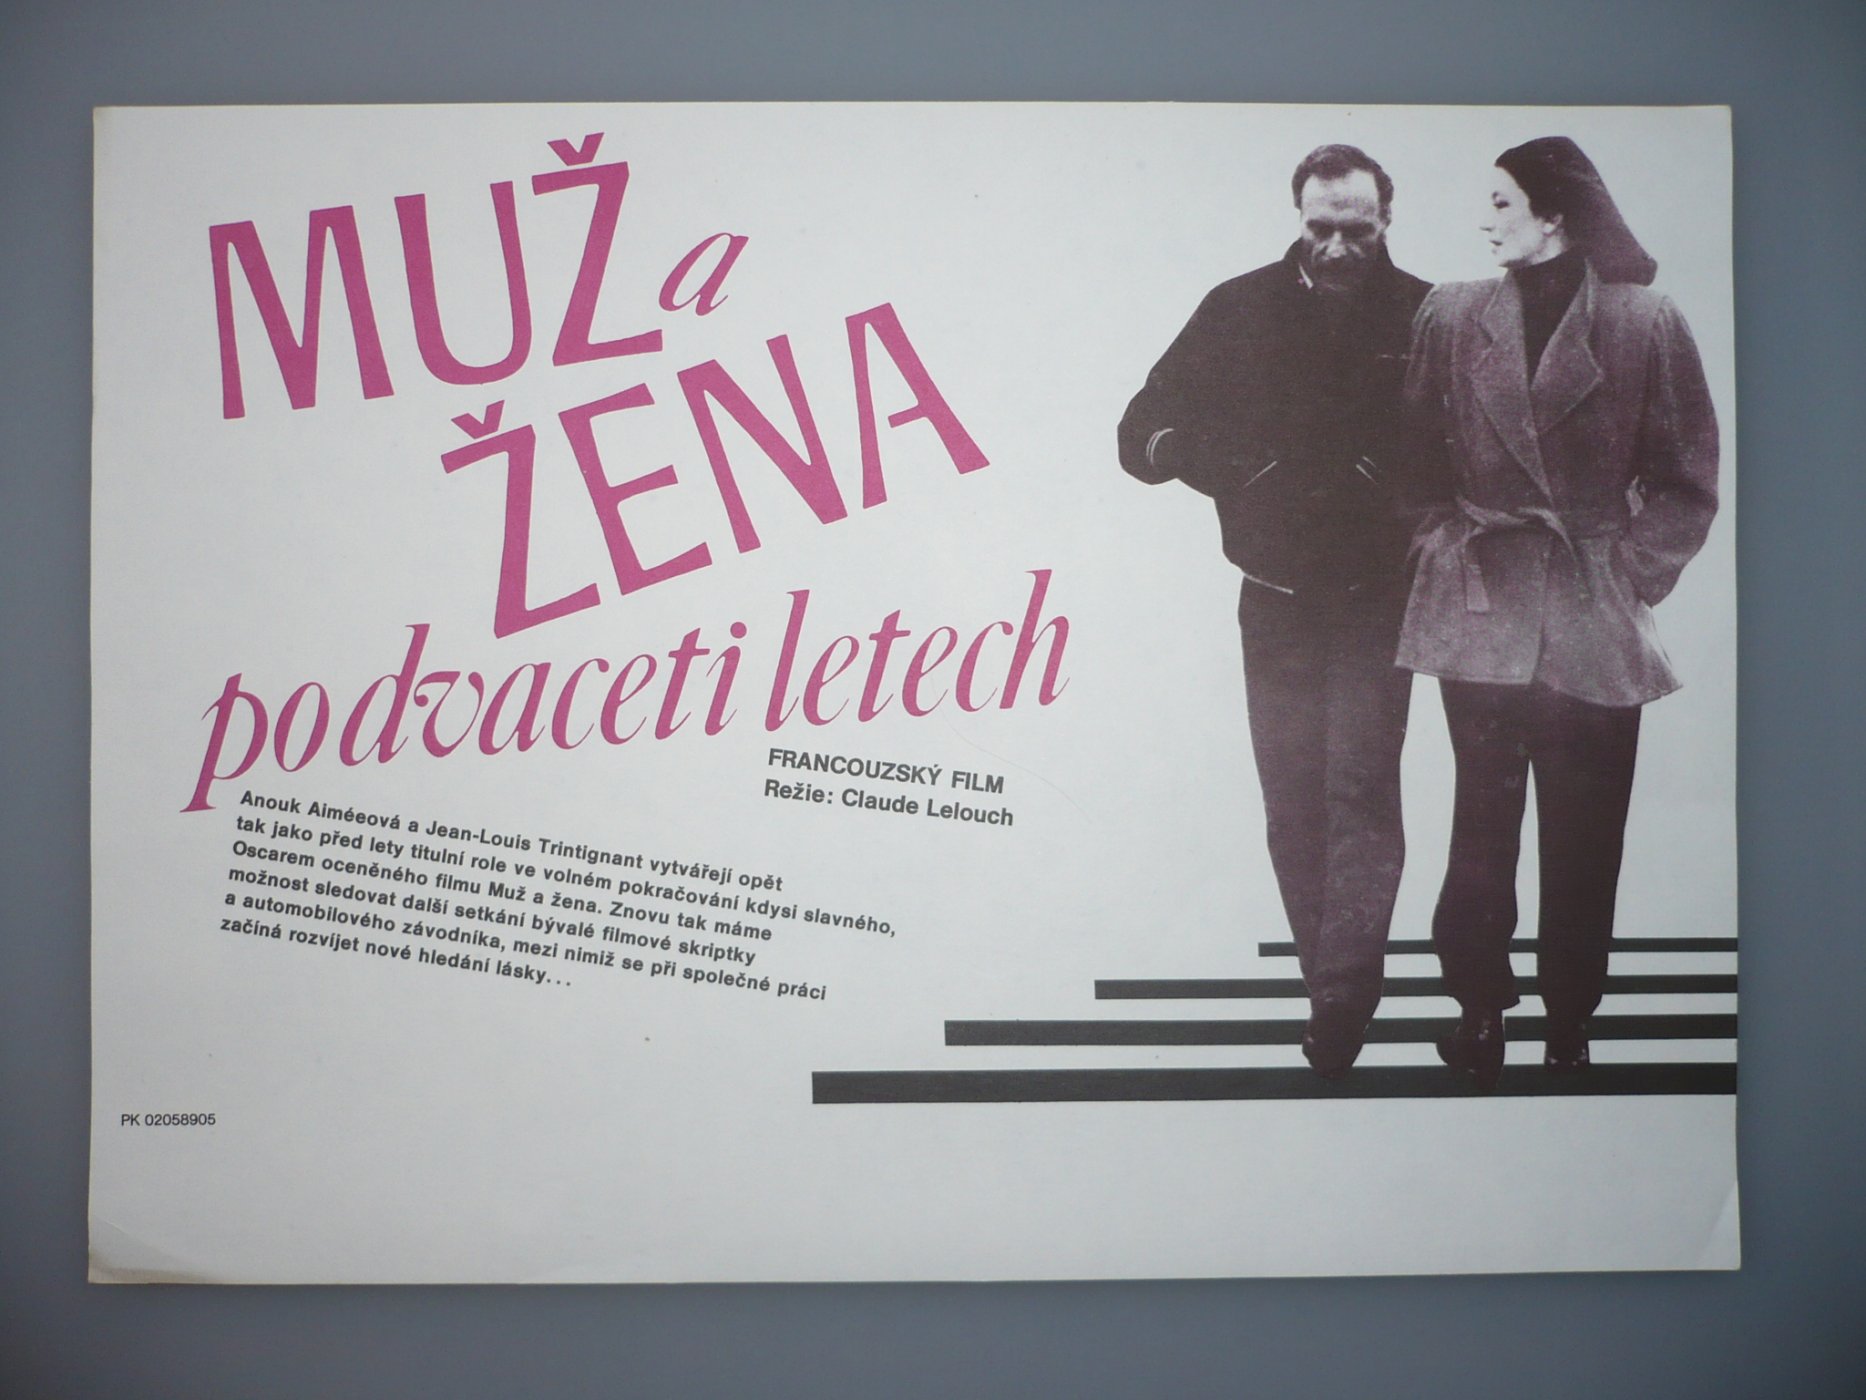 MUŽ a
ŽENA
po dvaceti letech
FRANCOUZSKÝ FILM
Režie: Claude Lelouch
Anouk Aiméeová a Jean-Louis Trintignant vytvářejí opět
tak jako před lety titulní role ve volném pokračování kdysi slavného,
Oscarem oceněného filmu Muž a žena. Znovu tak máme
možnost sledovat další setkání bývalé filmové skriptky
a automobilového závodníka, mezi nimiž se při společné práci
začíná rozvíjet nové hledání lásky...
PK 02058905